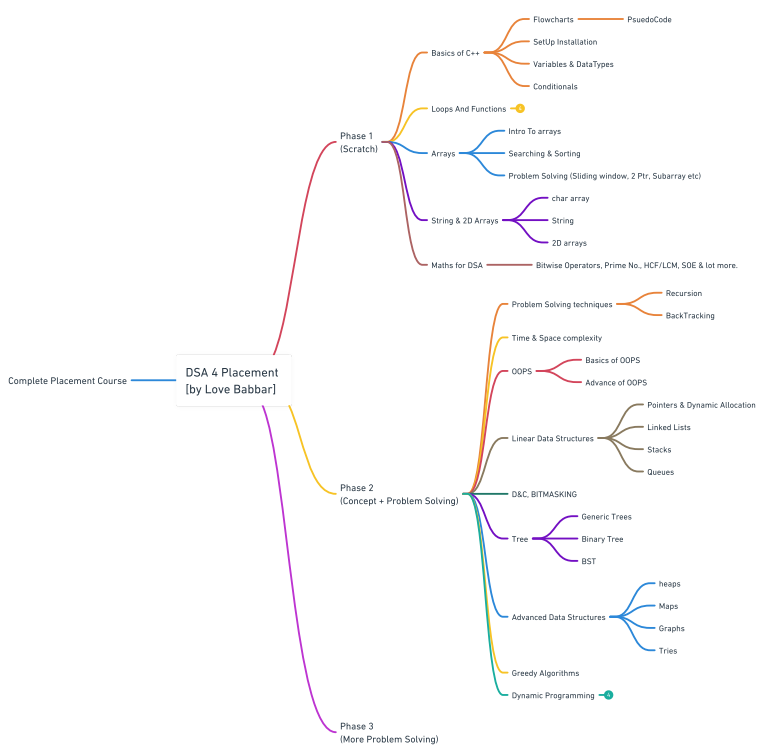 Complete Placement Course
DSA 4 Placement
[by Love Babbar]
Phase 1
(Scratch)
Basics of C++
Flowcharts
PsuedoCode
SetUp Installation
Variables & DataTypes
Conditionals
Loops And Functions
Arrays
Intro To arrays
Searching & Sorting
Problem Solving (Sliding window, 2 Ptr, Subarray etc)
String & 2D Arrays
char array
String
2D arrays
Maths for DSA
Bitwise Operators, Prime No., HCF/LCM, SOE & lot more.
Phase 2
(Concept + Problem Solving)
Problem Solving techniques
Recursion
BackTracking
Time & Space complexity
OOPS
Basics of OOPS
Advance of OOPS
Linear Data Structures
Pointers & Dynamic Allocation
Linked Lists
Stacks
Queues
D&C, BITMASKING
Tree
Generic Trees
Binary Tree
BST
Advanced Data Structures
heaps
Maps
Graphs
Tries
Greedy Algorithms
Dynamic Programming
Phase 3
(More Problem Solving)